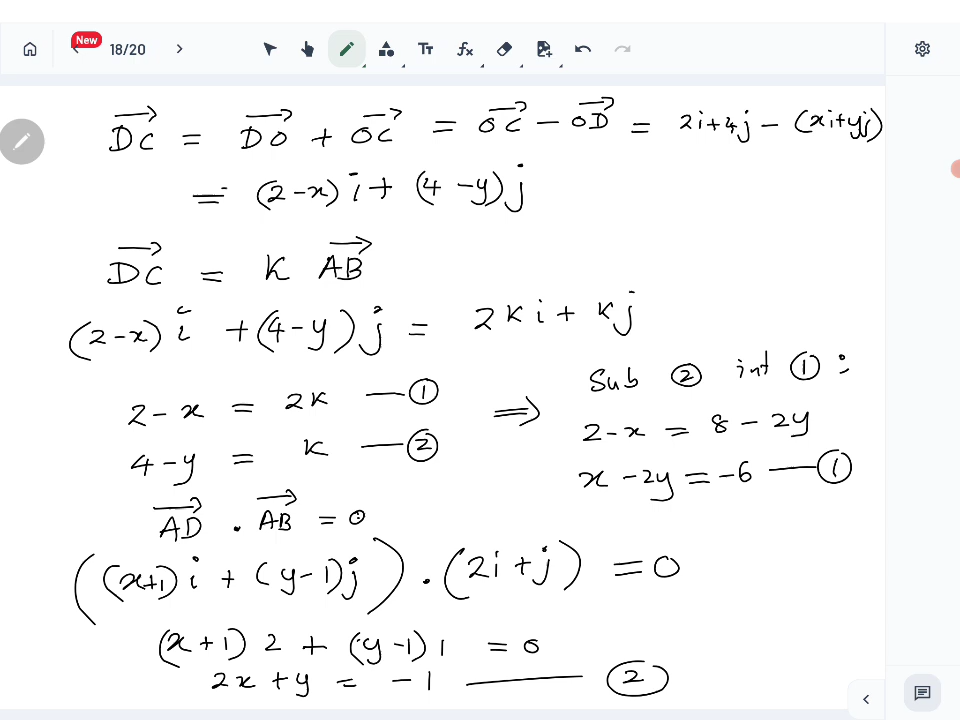 New
18/20
Tт fx
DC = DO + OC = OC - OD = 2i+4j - (xi+yj)
= (2-x) i + (4-y) j
DC = K AB
(2-x) i + (4-y) j = 2Ki + Kj
2-x = 2K —①
4-y = K —②
⟹ Sub ② int ① :
2-x = 8-2y
x-2y = -6 —①
AD . AB = 0
((x+1) i + (y-1) j) . (2i+j) = 0
(x+1) 2 + (y-1) 1 = 0
2x+y = -1 —②